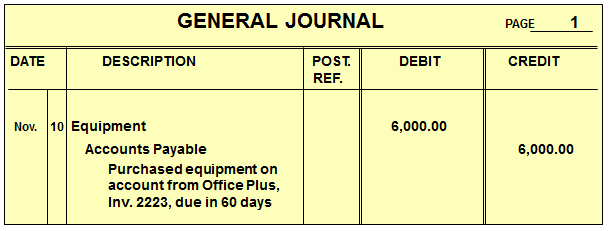 GENERAL JOURNAL PAGE 1
DATE DESCRIPTION POST. REF. DEBIT CREDIT
Nov. 10 Equipment 6,000.00
Accounts Payable 6,000.00
Purchased equipment on
account from Office Plus,
Inv. 2223, due in 60 days